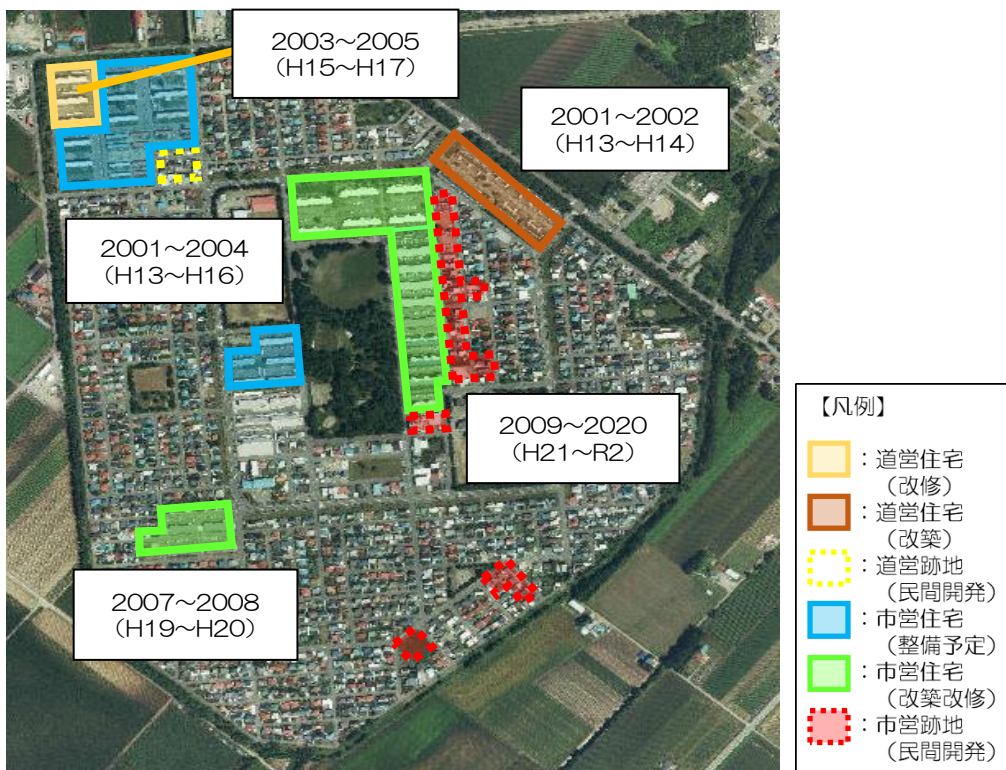 2003～2005
（H15～H17）
2001～2002
（H13～H14）
2001～2004
（H13～H16）
2009～2020
（H21～R2）
2007～2008
（H19～H20）
【凡例】
：道営住宅
（改修）
：道営住宅
（改築）
：道営跡地
（民間開発）
：市営住宅
（整備予定）
：市営住宅
（改築改修）
：市営跡地
（民間開発）